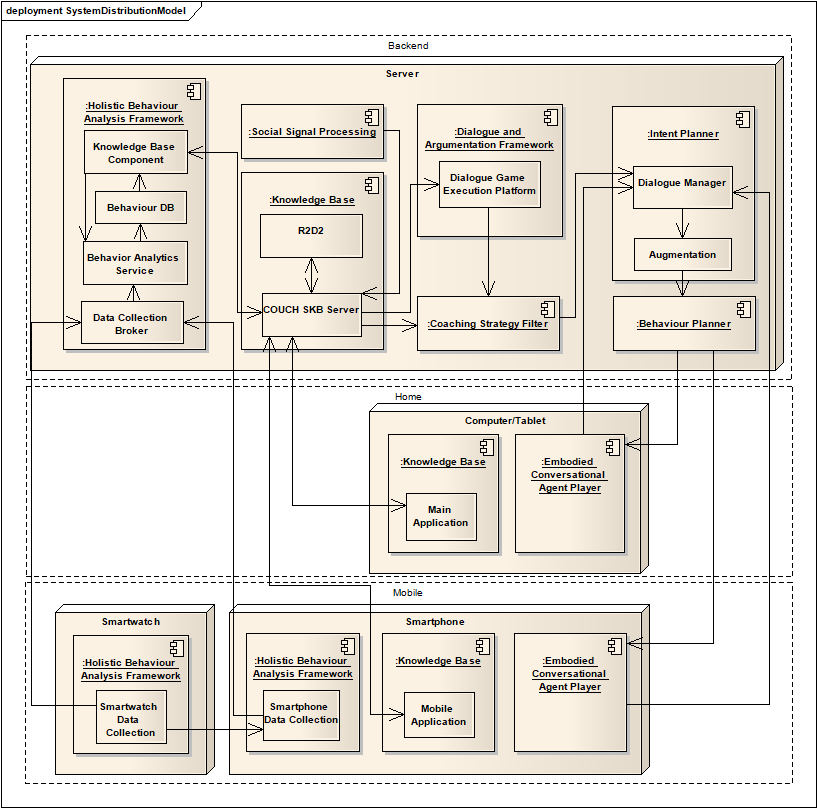 deployment SystemDistributionModel
Backend
Server
:Holistic Behaviour
Analysis Framework
Knowledge Base
Component
Behaviour DB
Behavior Analytics
Service
Data Collection
Broker
:Social Signal Processing
:Knowledge Base
R2D2
COUCH SKB Server
:Dialogue and
Argumentation Framework
Dialogue Game
Execution Platform
:Coaching Strategy Filter
:Intent Planner
Dialogue Manager
Augmentation
:Behaviour Planner
Home
Computer/Tablet
:Knowledge Base
Main
Application
:Embodied
Conversational
Agent Player
Mobile
Smartwatch
:Holistic Behaviour
Analysis Framework
Smartwatch
Data
Collection
Smartphone
:Holistic Behaviour
Analysis Framework
Smartphone
Data Collection
:Knowledge Base
Mobile
Application
:Embodied
Conversational
Agent Player